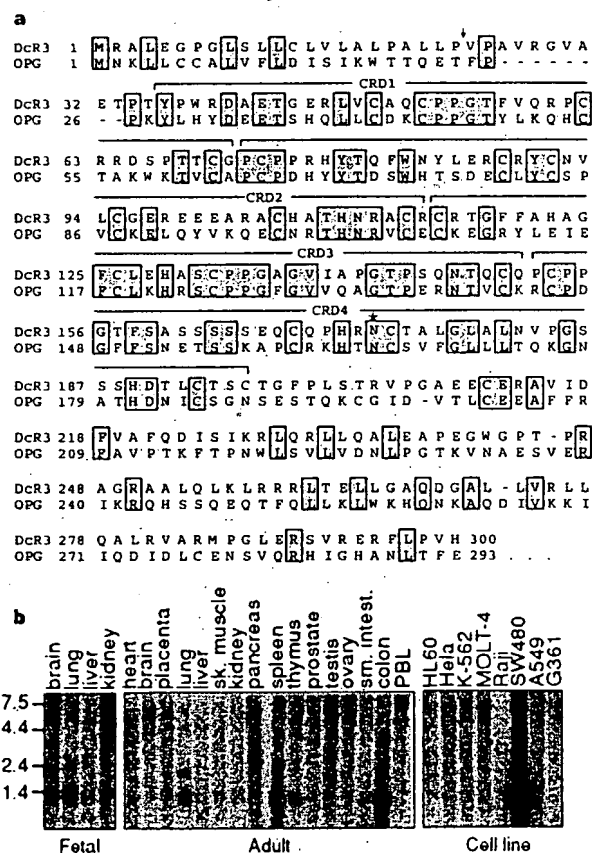 a
DcR3 1 M R A L E G P G L S L L C L V L A L P A L L P V P A V R G V A
OPG 1 M N K L L C C A L V F L D I S I K W T T Q E T F P - - - - - -
CRD1
DcR3 32 E T P T Y P W R D A E T G E R L V C A Q C P P G T F V Q R P C
OPG 26 - - P K Y L H Y D E E T S H Q L L C D K C P P G T Y L K Q H C
DcR3 63 R R D S P T T C G P C P P R H Y T Q F W N Y L E R C R Y C N V
OPG 55 T A K W K T V C A P C P D H Y Y T D S W H T S D E C L Y C S P
CRD2
DcR3 94 L C G E R E E E A R A C H A T H N R A C R C R T G F F A H A G
OPG 86 V C K E L Q Y V K Q E C N R T H N R V C E C K E G R Y L E I E
CRD3
DcR3 125 F C L E H A S C P P G A G V I A P G T P S Q N T Q C Q P C P P
OPG 117 F C L K H R S C P P G F G V V Q A G T P E R N T V C K R C P D
CRD4
DcR3 156 G T F S A S S S S S E Q C Q P H R N C T A L G L A L N V P G S
OPG 148 G F F S N E T S S K A P C R K H T N C S V F G L L L T Q K G N
DcR3 187 S S H D T L C T S C T G F P L S T R V P G A E E C E R A V I D
OPG 179 A T H D N I C S G N S E S T Q K C G I D - V T L C E E A F F R
DcR3 218 F V A F Q D I S I K R L Q R L L Q A L E A P E G W G P T - P R
OPG 209 F A V P T K F T P N W L S V L V D N L P G T K V N A E S V E R
DcR3 248 A G R A A L Q L K L R R R L T E L L G A Q D G A L - L V R L L
OPG 240 I K R Q H S S Q E Q T F Q L L K L W K H Q N K A Q D I V K K I
DcR3 278 Q A L R V A R M P G L E R S V R E R F L P V H 300
OPG 271 I Q D I D L C E N S V Q R H I G H A N L T F E 293 . . .
b
brain lung liver kidney heart brain placenta lung liver sk. muscle kidney pancreas spleen thymus prostate testis ovary sm. intest. colon PBL HL60 Hela K-562 MOLT-4 Raji SW480 A549 G361
7.5
4.4
2.4
1.4
Fetal Adult Cell line